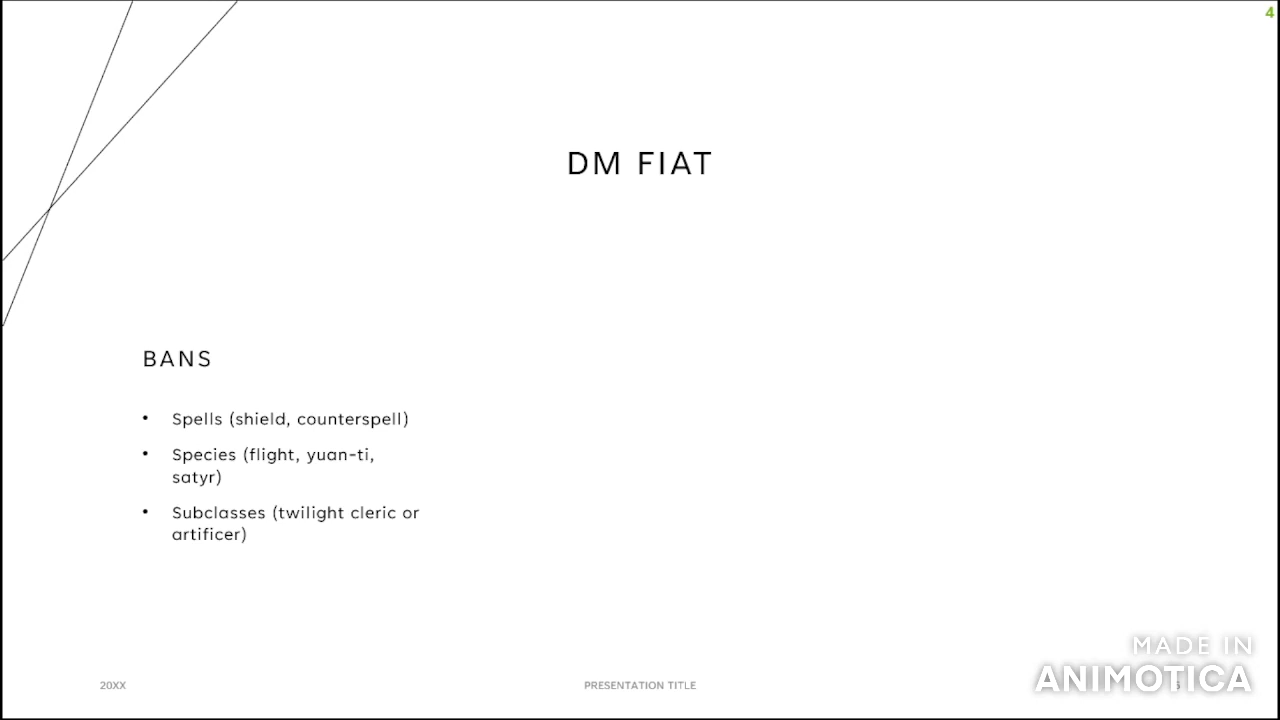 4
DM FIAT
BANS
• Spells (shield, counterspell)
• Species (flight, yuan-ti,
satyr)
• Subclasses (twilight cleric or
artificer)
20XX
PRESENTATION TITLE
MADE IN
ANIMOTICA